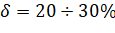 δ = 20 ÷ 30%